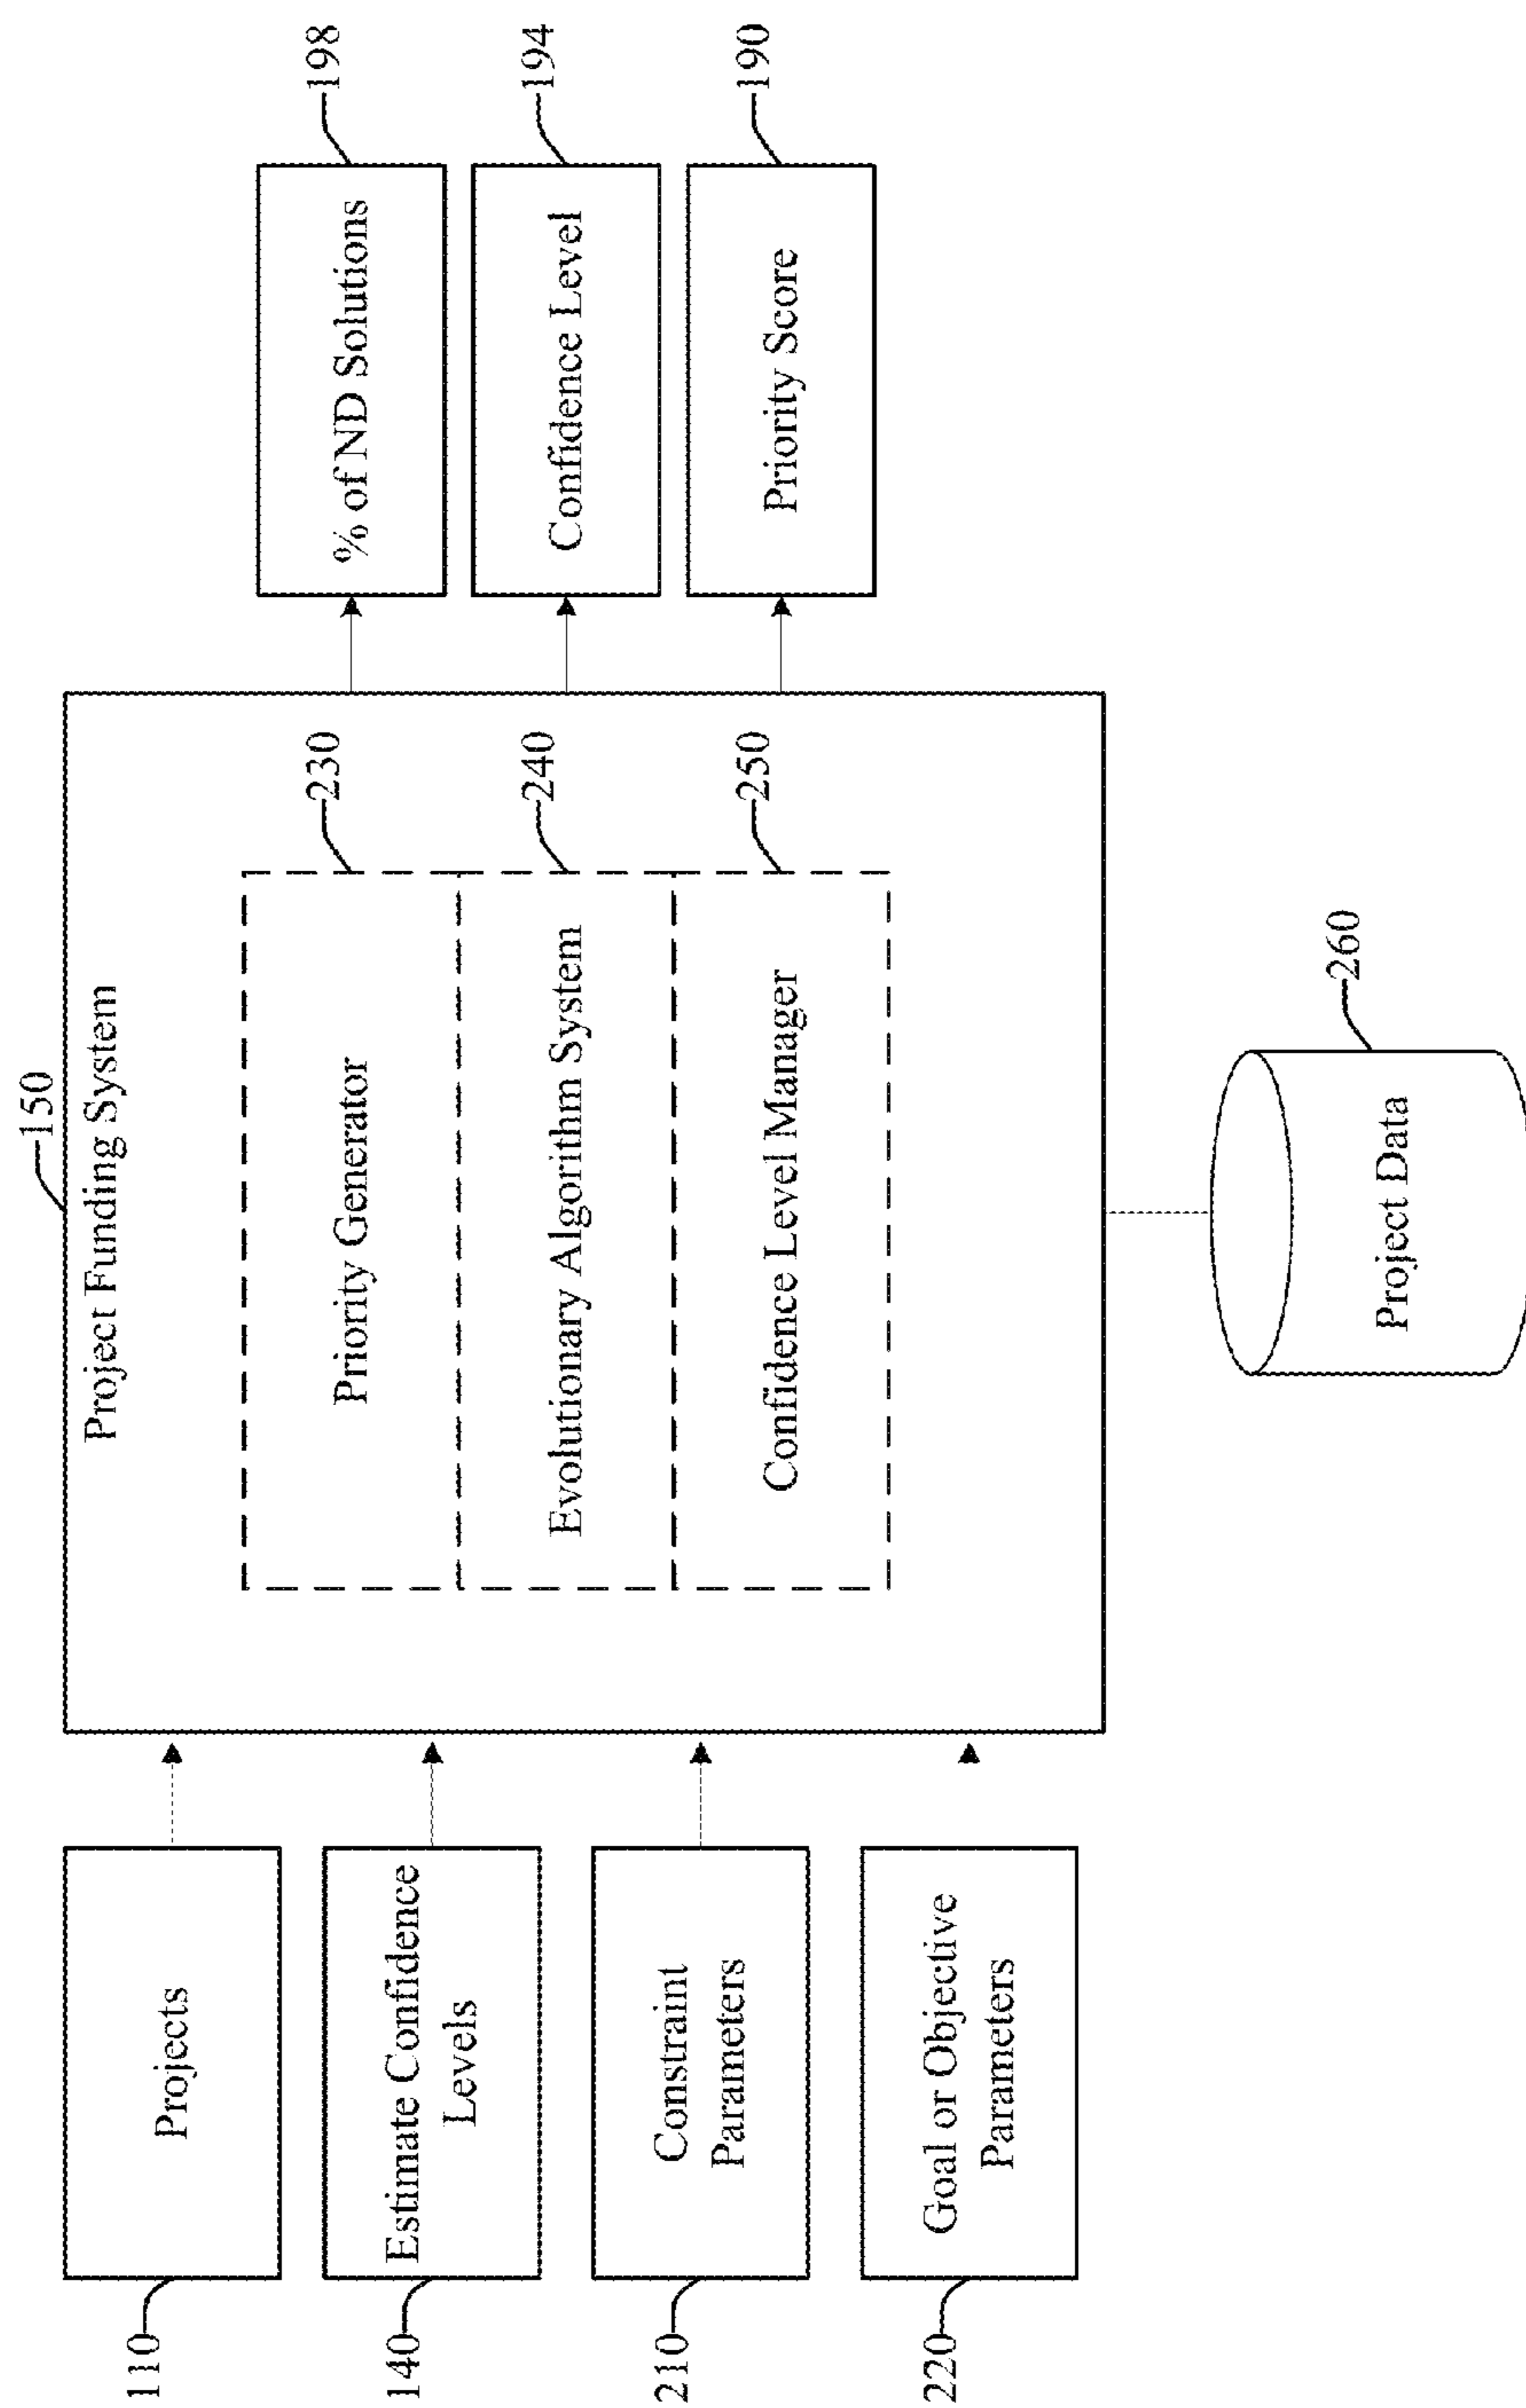 150
Project Funding System
110
Projects
140
Estimate Confidence
Levels
210
Constraint
Parameters
220
Goal or Objective
Parameters
Priority Generator
230
Evolutionary Algorithm System
240
Confidence Level Manager
250
% of ND Solutions
198
Confidence Level
194
Priority Score
190
Project Data
260